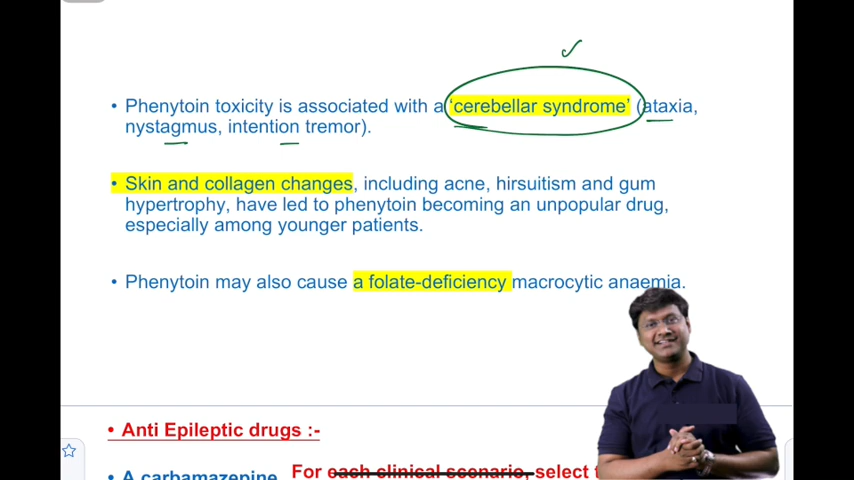 • Phenytoin toxicity is associated with a ‘cerebellar syndrome’ (ataxia,
nystagmus, intention tremor).
• Skin and collagen changes, including acne, hirsuitism and gum
hypertrophy, have led to phenytoin becoming an unpopular drug,
especially among younger patients.
• Phenytoin may also cause a folate-deficiency macrocytic anaemia.
• Anti Epileptic drugs :-
• A carbamazepine For each clinical scenario, select